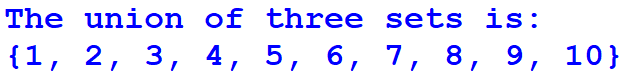 The union of three sets is:
{1, 2, 3, 4, 5, 6, 7, 8, 9, 10}